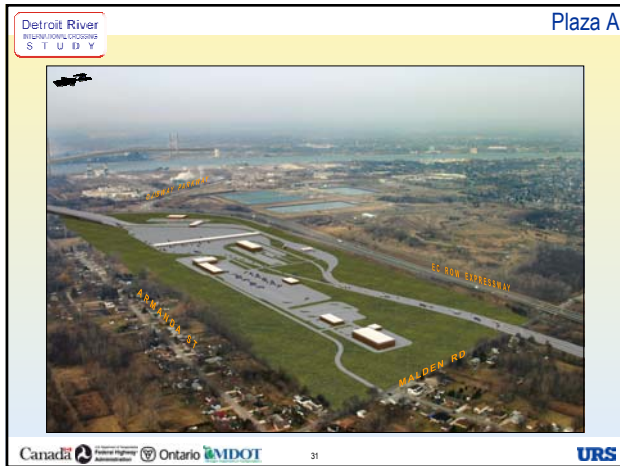 Detroit River
INTERNATIONAL CROSSING
S T U D Y
Plaza A
EC ROW EXPRESSWAY
ARMANDA ST.
MALDEN RD
Canada
Federal Highway
Administration
Ontario
MDOT
31
URS